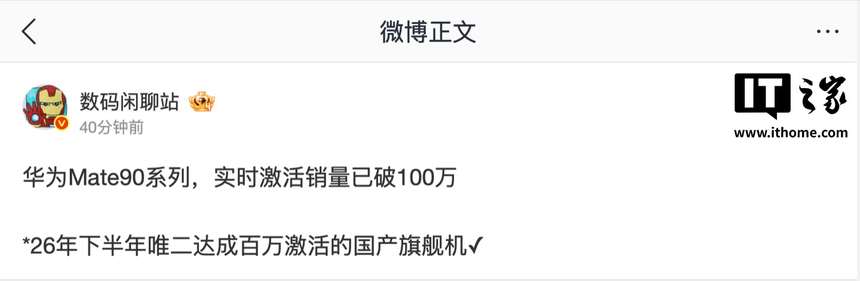 微博正文
数码闲聊站
40分钟前
IT之家
www.ithome.com
华为Mate90系列，实时激活销量已破100万
*26年下半年唯二达成百万激活的国产旗舰机✓